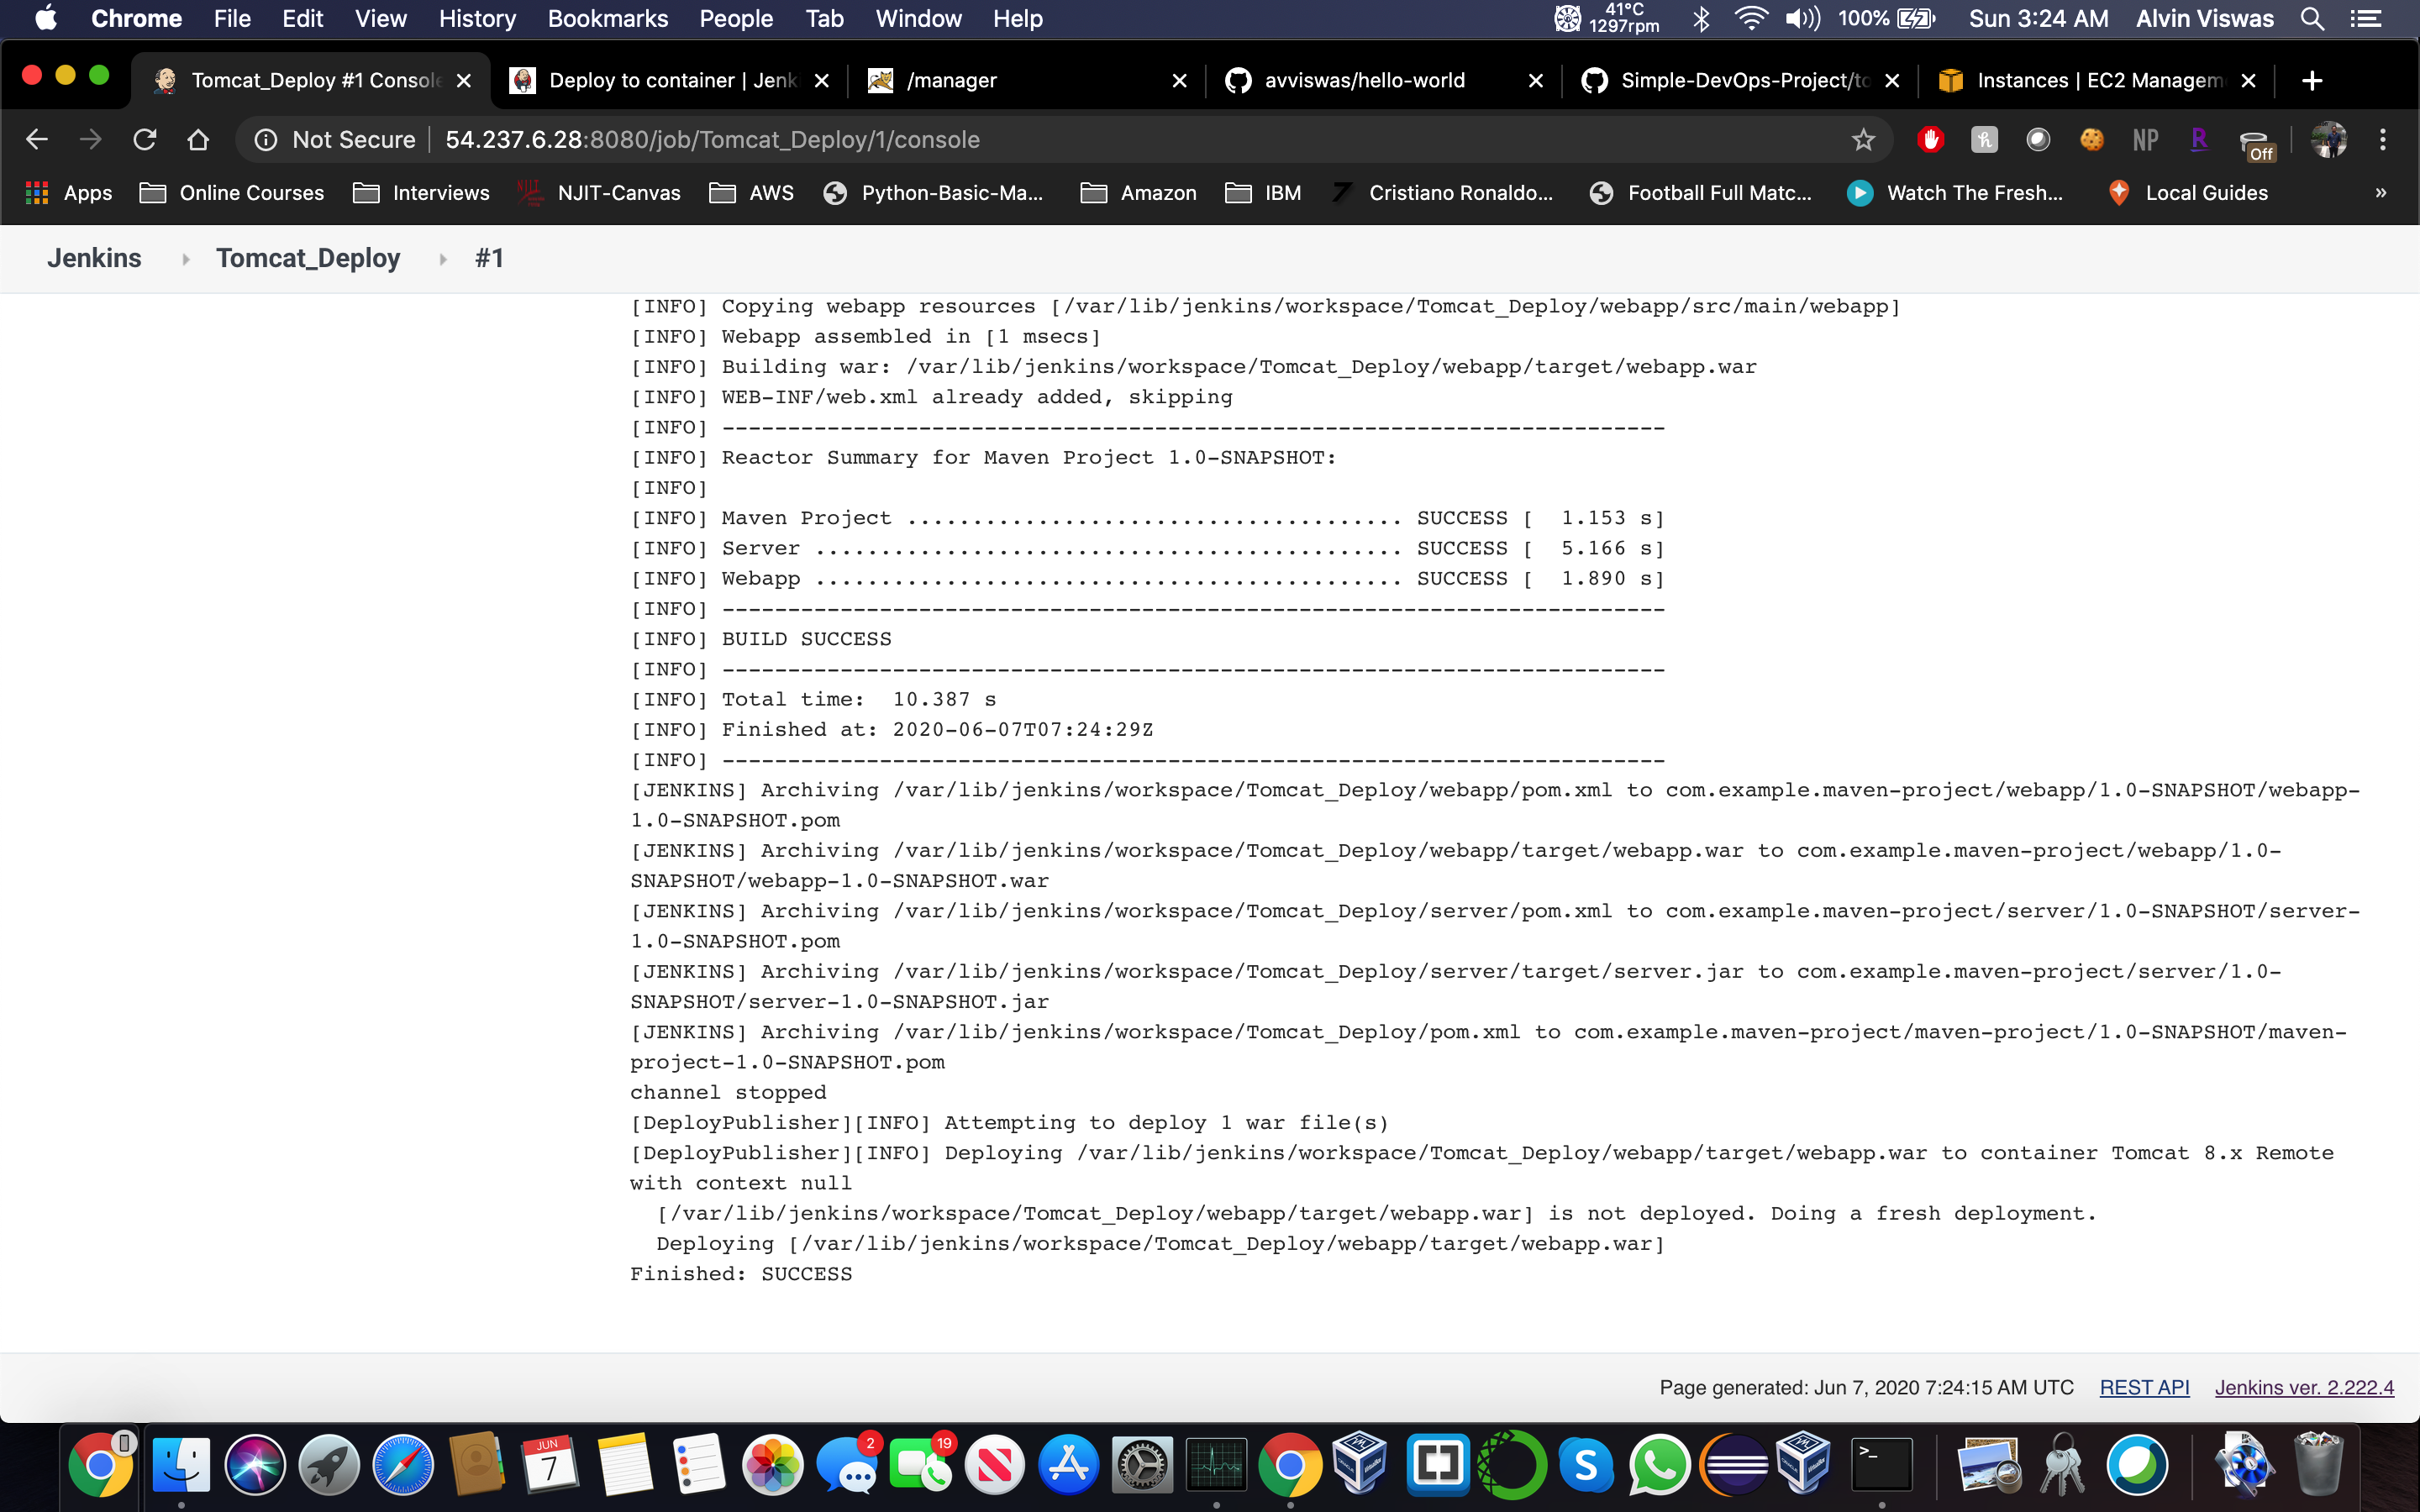 Chrome File Edit View History Bookmarks People Tab Window Help 41°C 1297rpm 100% Sun 3:24 AM Alvin Viswas
Tomcat_Deploy #1 Console Deploy to container | Jenk /manager avviswas/hello-world Simple-DevOps-Project/to Instances | EC2 Managem
Not Secure 54.237.6.28:8080/job/Tomcat_Deploy/1/console NP R Off
Apps Online Courses Interviews NJIT-Canvas AWS Python-Basic-Ma... Amazon IBM Cristiano Ronaldo... Football Full Matc... Watch The Fresh... Local Guides »
Jenkins Tomcat_Deploy #1
[INFO] Copying webapp resources [/var/lib/jenkins/workspace/Tomcat_Deploy/webapp/src/main/webapp]
[INFO] Webapp assembled in [1 msecs]
[INFO] Building war: /var/lib/jenkins/workspace/Tomcat_Deploy/webapp/target/webapp.war
[INFO] WEB-INF/web.xml already added, skipping
[INFO] ------------------------------------------------------------------------
[INFO] Reactor Summary for Maven Project 1.0-SNAPSHOT:
[INFO]
[INFO] Maven Project ...................................... SUCCESS [  1.153 s]
[INFO] Server ............................................. SUCCESS [  5.166 s]
[INFO] Webapp ............................................. SUCCESS [  1.890 s]
[INFO] ------------------------------------------------------------------------
[INFO] BUILD SUCCESS
[INFO] ------------------------------------------------------------------------
[INFO] Total time:  10.387 s
[INFO] Finished at: 2020-06-07T07:24:29Z
[INFO] ------------------------------------------------------------------------
[JENKINS] Archiving /var/lib/jenkins/workspace/Tomcat_Deploy/webapp/pom.xml to com.example.maven-project/webapp/1.0-SNAPSHOT/webapp-
1.0-SNAPSHOT.pom
[JENKINS] Archiving /var/lib/jenkins/workspace/Tomcat_Deploy/webapp/target/webapp.war to com.example.maven-project/webapp/1.0-
SNAPSHOT/webapp-1.0-SNAPSHOT.war
[JENKINS] Archiving /var/lib/jenkins/workspace/Tomcat_Deploy/server/pom.xml to com.example.maven-project/server/1.0-SNAPSHOT/server-
1.0-SNAPSHOT.pom
[JENKINS] Archiving /var/lib/jenkins/workspace/Tomcat_Deploy/server/target/server.jar to com.example.maven-project/server/1.0-
SNAPSHOT/server-1.0-SNAPSHOT.jar
[JENKINS] Archiving /var/lib/jenkins/workspace/Tomcat_Deploy/pom.xml to com.example.maven-project/maven-project/1.0-SNAPSHOT/maven-
project-1.0-SNAPSHOT.pom
channel stopped
[DeployPublisher][INFO] Attempting to deploy 1 war file(s)
[DeployPublisher][INFO] Deploying /var/lib/jenkins/workspace/Tomcat_Deploy/webapp/target/webapp.war to container Tomcat 8.x Remote
with context null
  [/var/lib/jenkins/workspace/Tomcat_Deploy/webapp/target/webapp.war] is not deployed. Doing a fresh deployment.
  Deploying [/var/lib/jenkins/workspace/Tomcat_Deploy/webapp/target/webapp.war]
Finished: SUCCESS
Page generated: Jun 7, 2020 7:24:15 AM UTC REST API Jenkins ver. 2.222.4
JUN 7 2 19